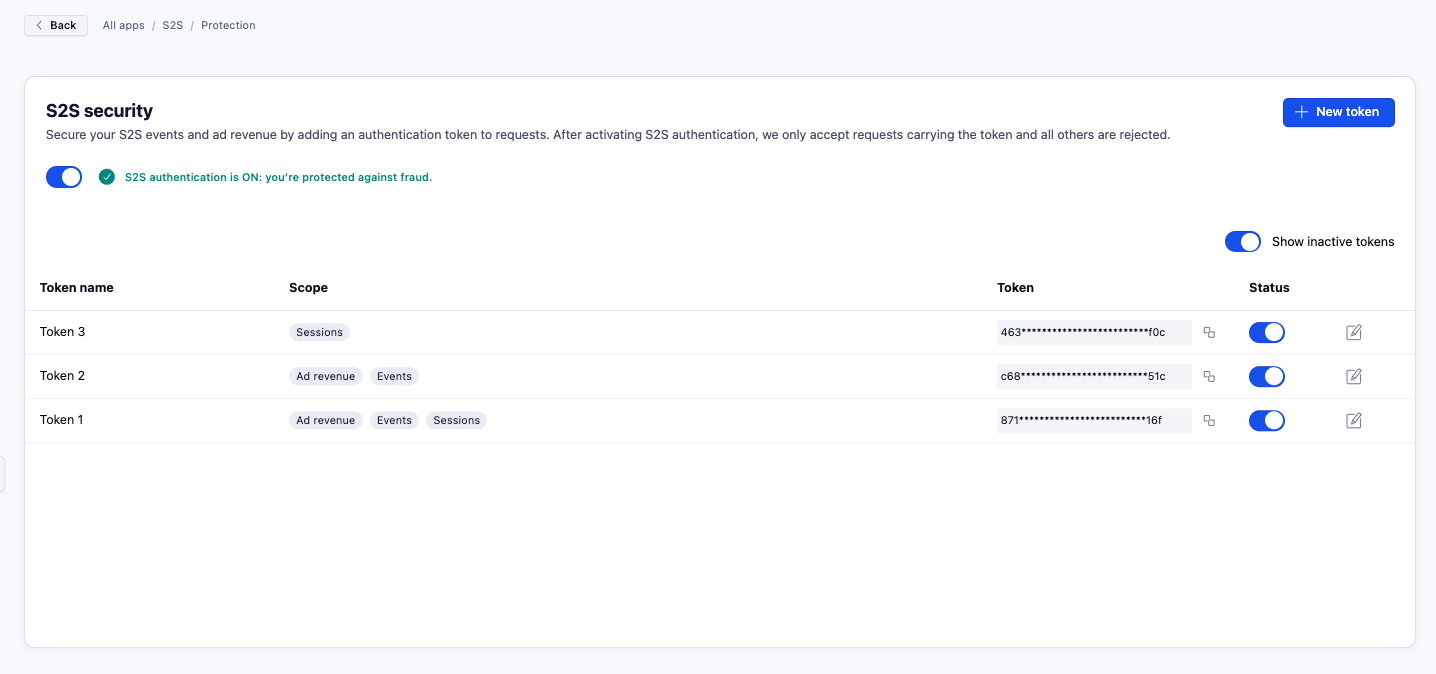 Back All apps / S2S / Protection
S2S security
New token
Secure your S2S events and ad revenue by adding an authentication token to requests. After activating S2S authentication, we only accept requests carrying the token and all others are rejected.
S2S authentication is ON: you’re protected against fraud.
Show inactive tokens
Token name Scope Token Status
Token 3 Sessions 463*************************f0c
Token 2 Ad revenue Events c68*************************51c
Token 1 Ad revenue Events Sessions 871*************************16f